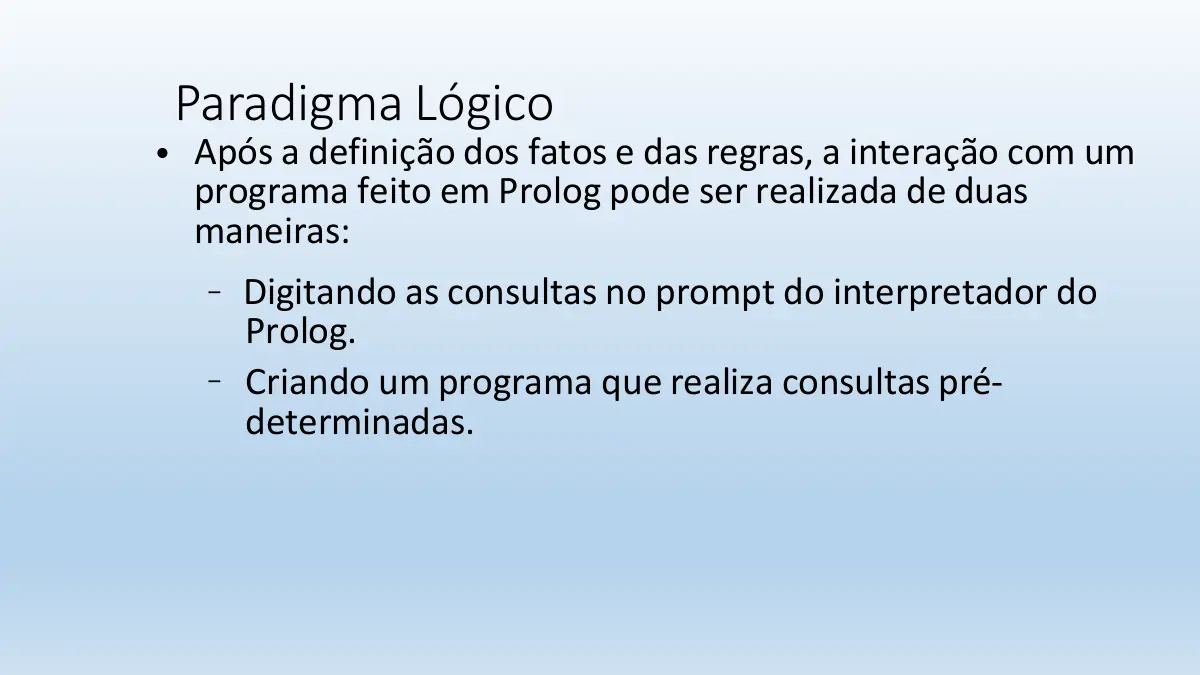 Paradigma Lógico
• Após a definição dos fatos e das regras, a interação com um
programa feito em Prolog pode ser realizada de duas
maneiras:
– Digitando as consultas no prompt do interpretador do
Prolog.
– Criando um programa que realiza consultas pré-
determinadas.